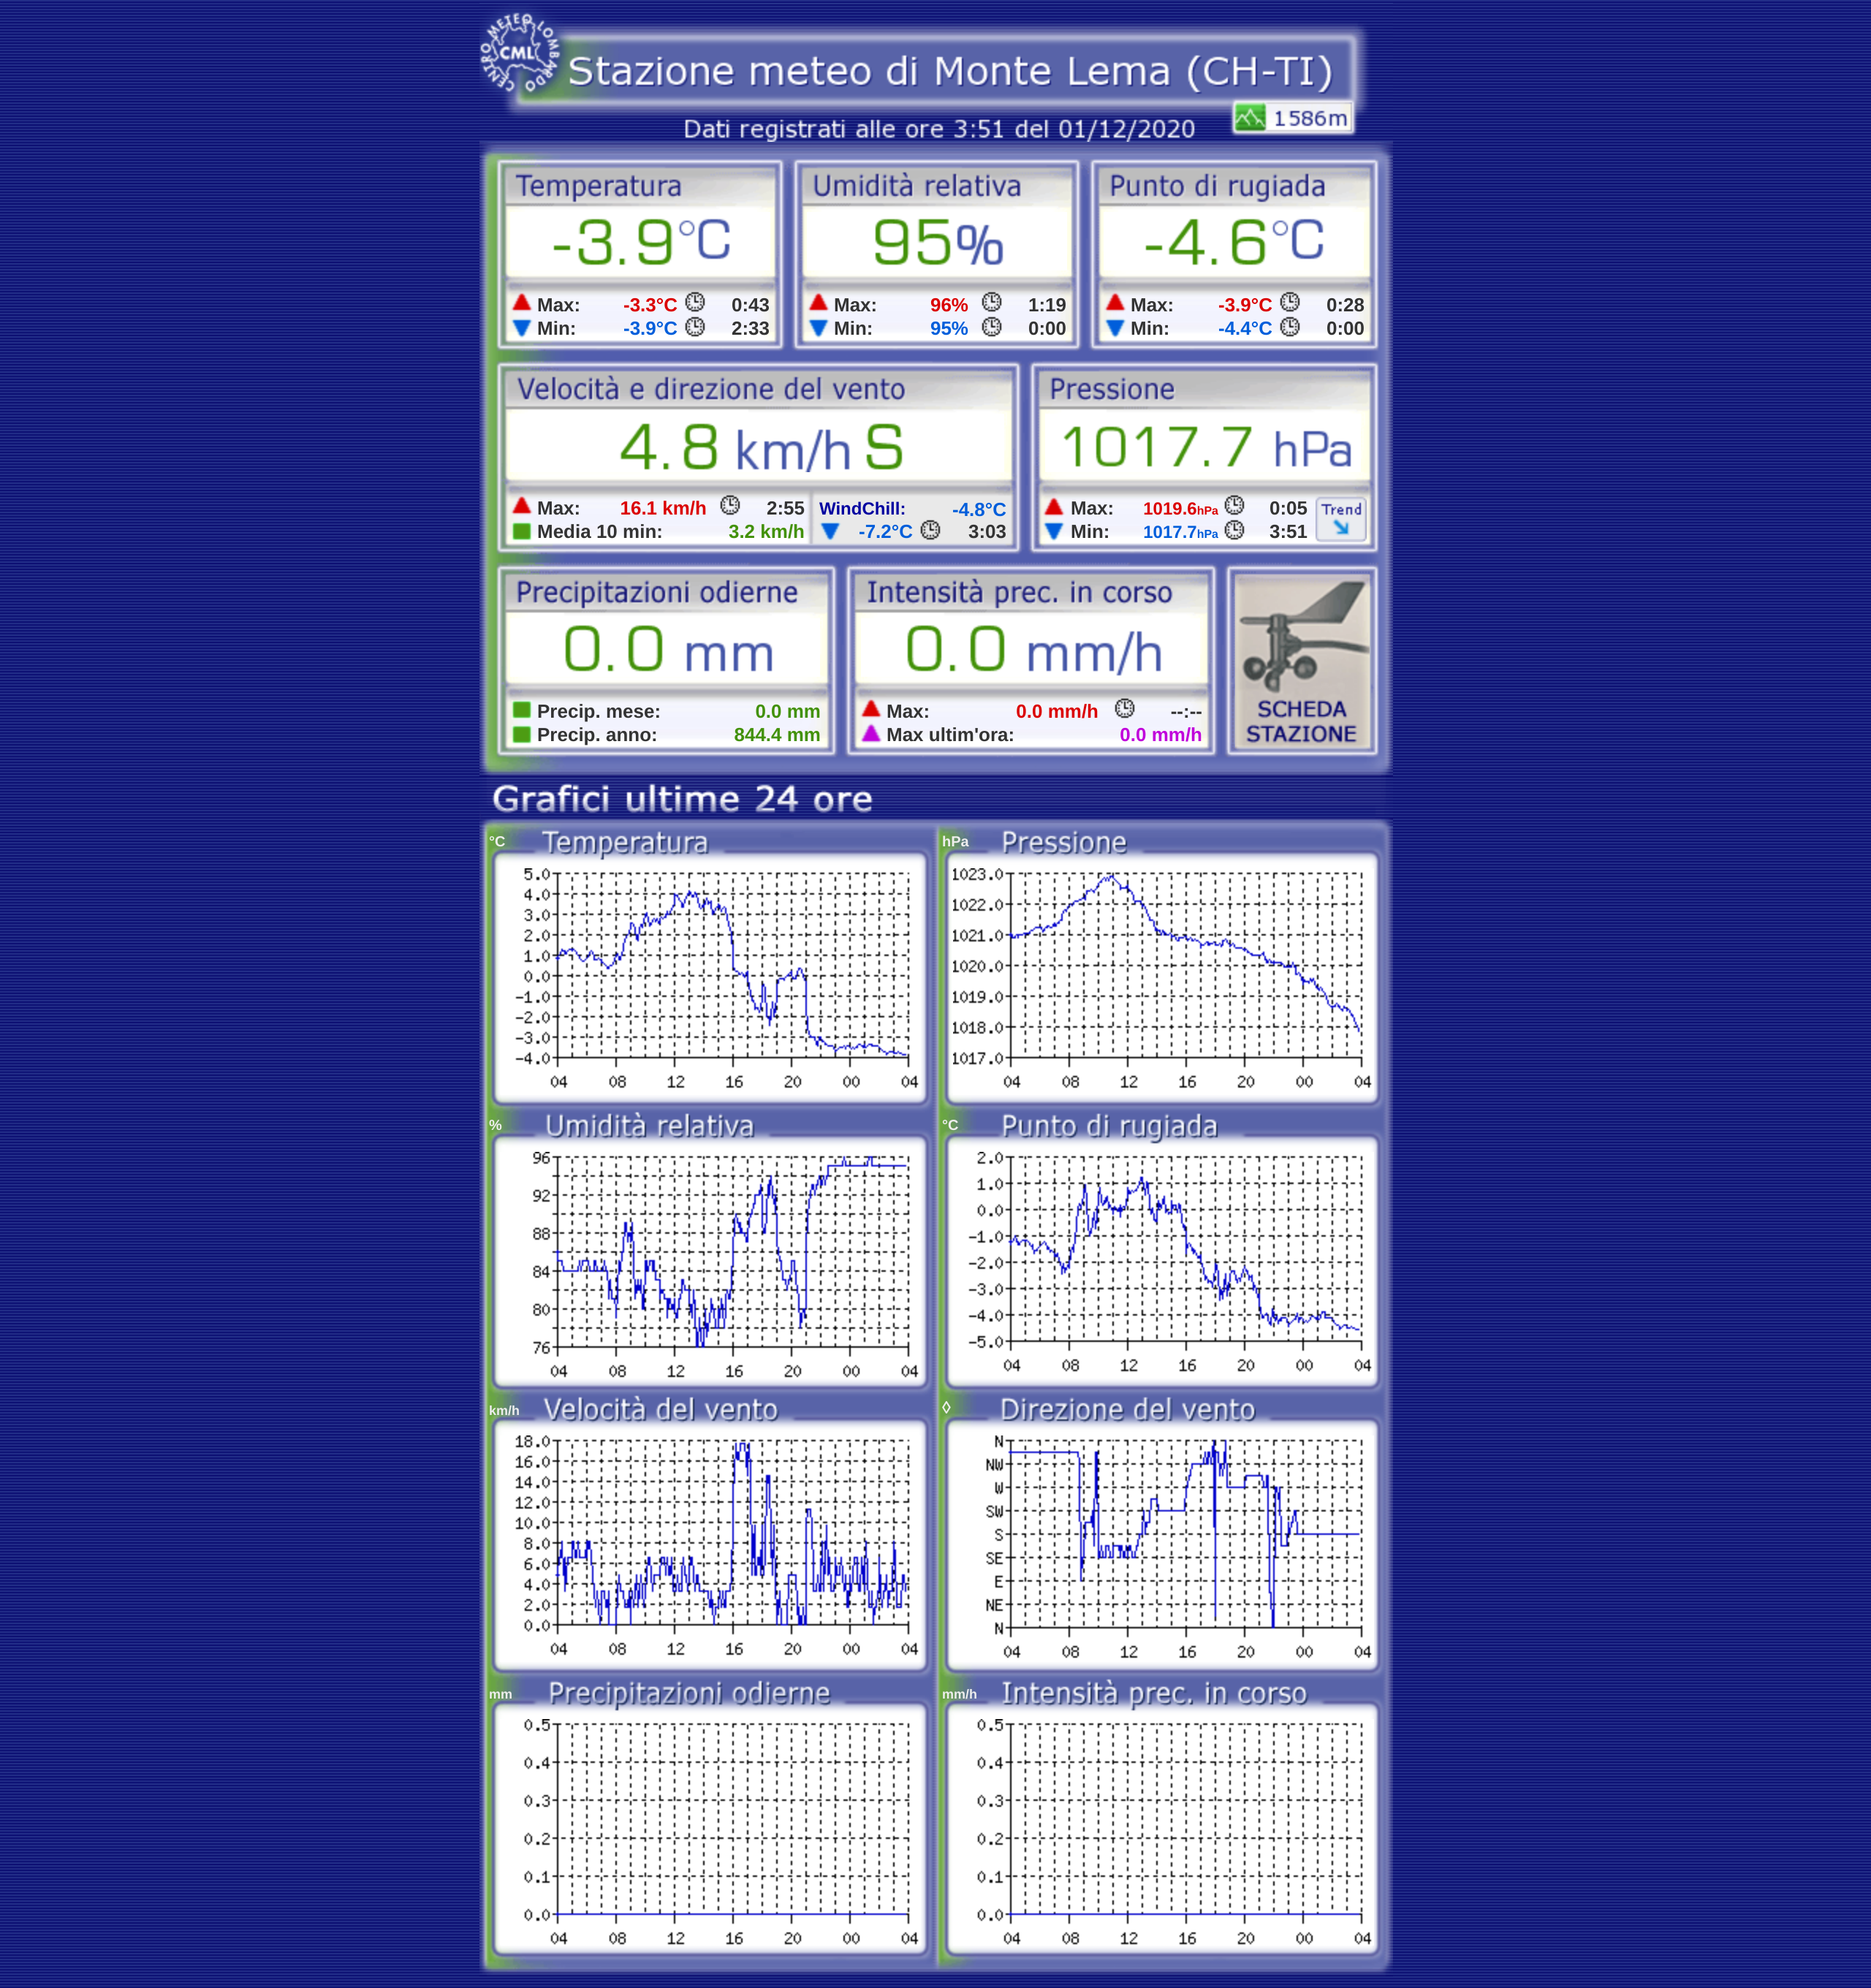 CENTRO METEO LOMBARDO
CML
Stazione meteo di Monte Lema (CH-TI)
1586m
Dati registrati alle ore 3:51 del 01/12/2020
Temperatura
-3.9°C
Max: -3.3°C 0:43
Min: -3.9°C 2:33
Umidità relativa
95%
Max: 96% 1:19
Min: 95% 0:00
Punto di rugiada
-4.6°C
Max: -3.9°C 0:28
Min: -4.4°C 0:00
Velocità e direzione del vento
4.8 km/h S
Max: 16.1 km/h 2:55
Media 10 min: 3.2 km/h
WindChill: -4.8°C
-7.2°C 3:03
Pressione
1017.7 hPa
Max: 1019.6hPa 0:05
Min: 1017.7hPa 3:51
Trend
Precipitazioni odierne
0.0 mm
Precip. mese: 0.0 mm
Precip. anno: 844.4 mm
Intensità prec. in corso
0.0 mm/h
Max: 0.0 mm/h --:--
Max ultim'ora: 0.0 mm/h
SCHEDA
STAZIONE
Grafici ultime 24 ore
°C Temperatura
5.0
4.0
3.0
2.0
1.0
0.0
-1.0
-2.0
-3.0
-4.0
04 08 12 16 20 00 04
hPa Pressione
1023.0
1022.0
1021.0
1020.0
1019.0
1018.0
1017.0
04 08 12 16 20 00 04
% Umidità relativa
96
92
88
84
80
76
04 08 12 16 20 00 04
°C Punto di rugiada
2.0
1.0
0.0
-1.0
-2.0
-3.0
-4.0
-5.0
04 08 12 16 20 00 04
km/h Velocità del vento
18.0
16.0
14.0
12.0
10.0
8.0
6.0
4.0
2.0
0.0
04 08 12 16 20 00 04
◊ Direzione del vento
N
NW
W
SW
S
SE
E
NE
N
04 08 12 16 20 00 04
mm Precipitazioni odierne
0.5
0.4
0.3
0.2
0.1
0.0
04 08 12 16 20 00 04
mm/h Intensità prec. in corso
0.5
0.4
0.3
0.2
0.1
0.0
04 08 12 16 20 00 04